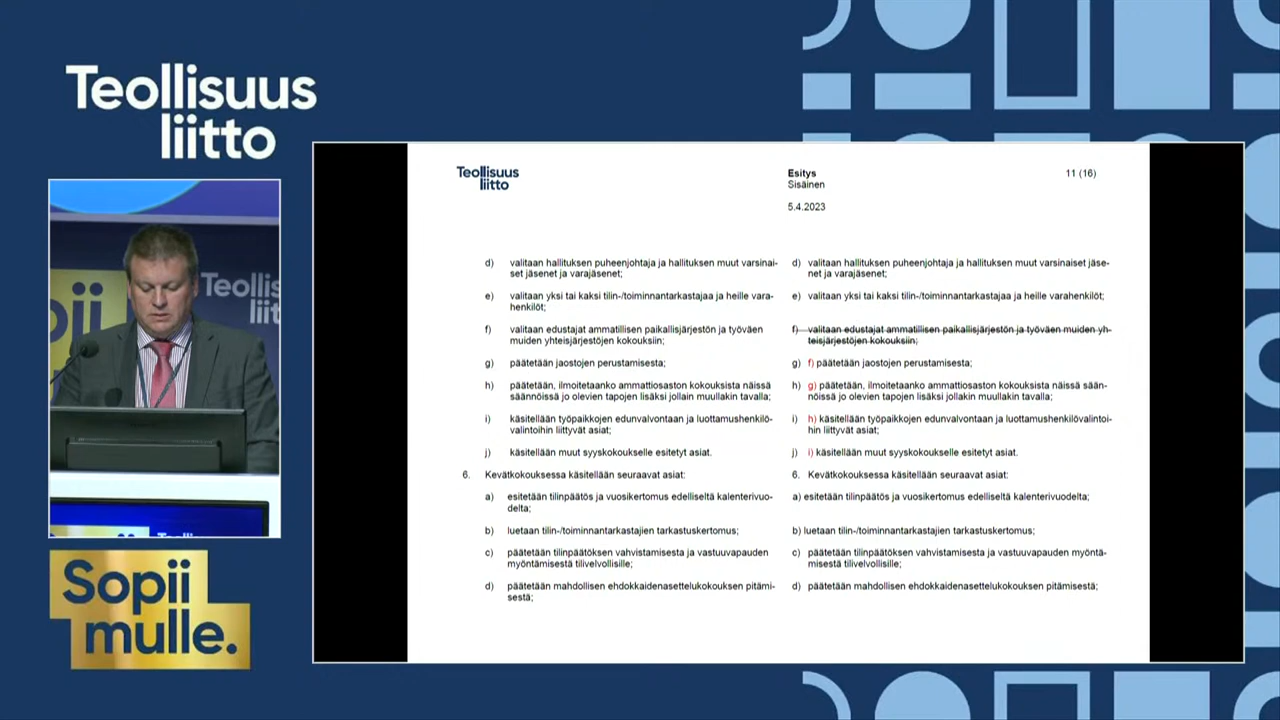 Teollisuus
liitto
Teollis
liit
pii
Sopii
mulle.
Teollisuus
liitto
Esitys
Sisäinen
5.4.2023
11 (16)
d) valitaan hallituksen puheenjohtaja ja hallituksen muut varsinai-
set jäsenet ja varajäsenet;
e) valitaan yksi tai kaksi tilin-/toiminnantarkastajaa ja heille vara-
henkilöt;
f) valitaan edustajat ammatillisen paikallisjärjestön ja työväen
muiden yhteisjärjestöjen kokouksiin;
g) päätetään jaostojen perustamisesta;
h) päätetään, ilmoitetaanko ammattiosaston kokouksista näissä
säännöissä jo olevien tapojen lisäksi jollain muullakin tavalla;
i) käsitellään työpaikkojen edunvalvontaan ja luottamushenkilö-
valintoihin liittyvät asiat;
j) käsitellään muut syyskokoukselle esitetyt asiat.
6. Kevätkokouksessa käsitellään seuraavat asiat:
a) esitetään tilinpäätös ja vuosikertomus edelliseltä kalenterivuo-
delta;
b) luetaan tilin-/toiminnantarkastajien tarkastuskertomus;
c) päätetään tilinpäätöksen vahvistamisesta ja vastuuvapauden
myöntämisestä tilivelvollisille;
d) päätetään mahdollisen ehdokkaidenasettelukokouksen pitämi-
sestä;
d) valitaan hallituksen puheenjohtaja ja hallituksen muut varsinaiset jäse-
net ja varajäsenet;
e) valitaan yksi tai kaksi tilin-/toiminnantarkastajaa ja heille varahenkilöt;
f) valitaan edustajat ammatillisen paikallisjärjestön ja työväen muiden yh-
teisjärjestöjen kokouksiin;
g) f) päätetään jaostojen perustamisesta;
h) g) päätetään, ilmoitetaanko ammattiosaston kokouksista näissä sään-
nöissä jo olevien tapojen lisäksi jollakin muullakin tavalla;
i) h) käsitellään työpaikkojen edunvalvontaan ja luottamushenkilövalintoi-
hin liittyvät asiat;
j) i) käsitellään muut syyskokoukselle esitetyt asiat.
6. Kevätkokouksessa käsitellään seuraavat asiat:
a) esitetään tilinpäätös ja vuosikertomus edelliseltä kalenterivuodelta;
b) luetaan tilin-/toiminnantarkastajien tarkastuskertomus;
c) päätetään tilinpäätöksen vahvistamisesta ja vastuuvapauden myöntä-
misestä tilivelvollisille;
d) päätetään mahdollisen ehdokkaidenasettelukokouksen pitämisestä;